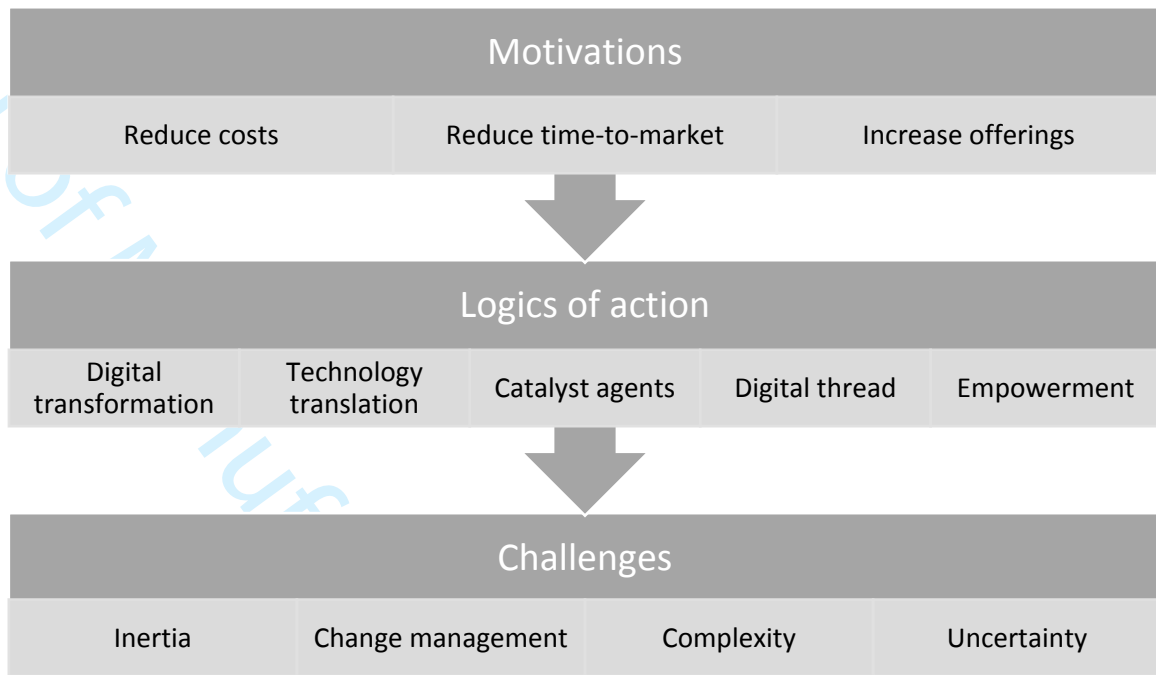 Motivations
Reduce costs
Reduce time-to-market
Increase offerings
Logics of action
Digital
transformation
Technology
translation
Catalyst agents
Digital thread
Empowerment
Challenges
Inertia
Change management
Complexity
Uncertainty
of